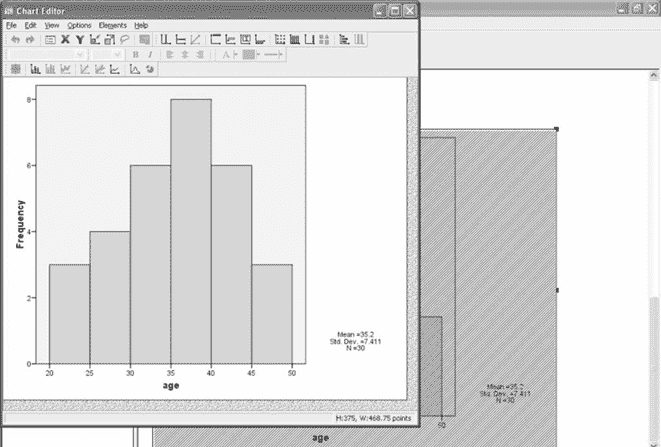 Chart Editor
File Edit View Options Elements Help
X Y
B I A
8
6
4
2
0
Frequency
20 25 30 35 40 45 50
age
Mean =35.2
Std. Dev. =7.411
N =30
H:375, W:468.75 points
Mean =35.2
Std. Dev. =7.411
N =30
age